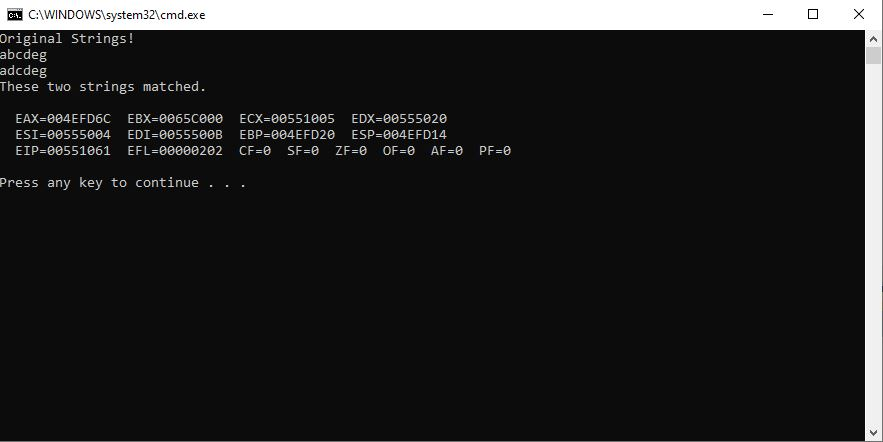 C:\WINDOWS\system32\cmd.exe
Original Strings!
abcdeg
adcdeg
These two strings matched.
EAX=004EFD6C  EBX=0065C000  ECX=00551005  EDX=00555020
ESI=00555004  EDI=0055500B  EBP=004EFD20  ESP=004EFD14
EIP=00551061  EFL=00000202  CF=0  SF=0  ZF=0  OF=0  AF=0  PF=0
Press any key to continue . . .